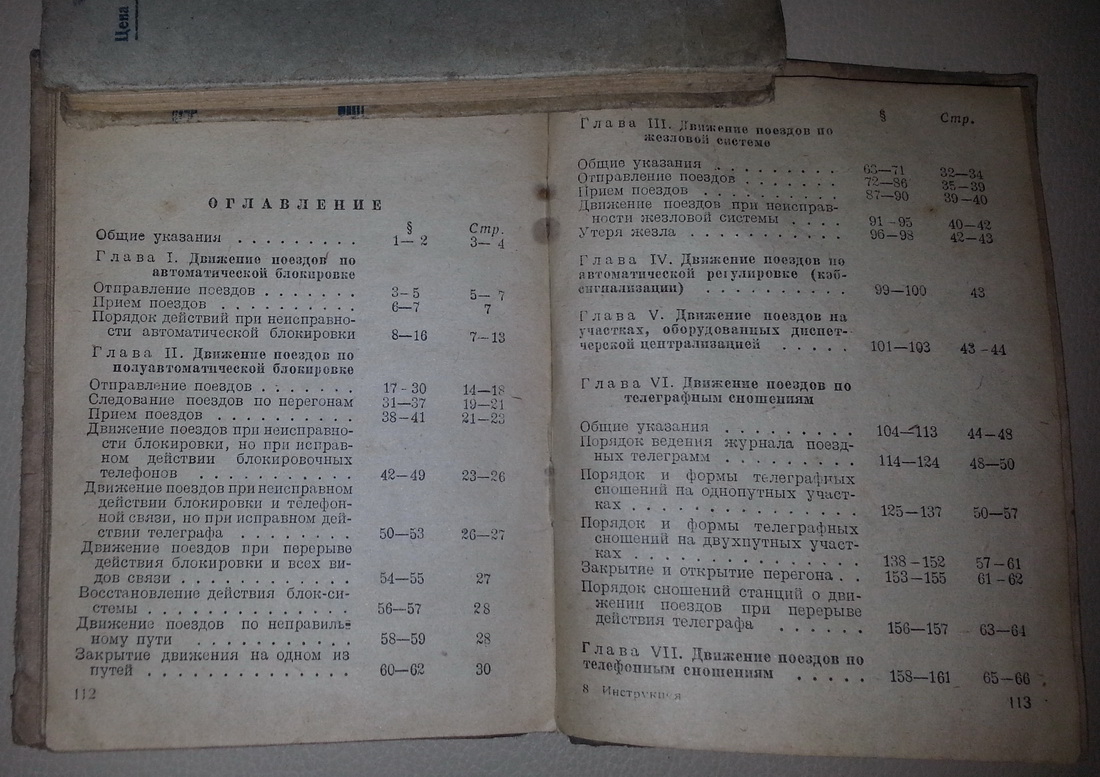 Цена
ОГЛАВЛЕНИЕ
§ Стр.
Общие указания . . . . . . . . . 1—2 3—4
Глава I. Движение поездов по
автоматической блокировке
Отправление поездов . . . . . . . 3—5 5—7
Прием поездов . . . . . . . . . . 6—7 7
Порядок действий при неисправно-
сти автоматической блокировки 8—16 7—13
Глава II. Движение поездов по
полуавтоматической блокировке
Отправление поездов . . . . . . . 17—30 14—18
Следование поездов по перегонам 31—37 19—21
Прием поездов . . . . . . . . . . 38—41 21—23
Движение поездов при неисправно-
сти блокировки, но при исправ-
ном действии блокировочных
телефонов . . . . . . . . . . . . 42—49 23—26
Движение поездов при неисправном
действии блокировки и телефон-
ной связи, но при исправном дей-
ствии телеграфа . . . . . . . . 50—53 26—27
Движение поездов при перерыве
действия блокировки и всех ви-
дов связи . . . . . . . . . . . . 54—55 27
Восстановление действия блок-си-
стемы . . . . . . . . . . . . . . 56—57 28
Движение поездов по неправиль-
ному пути . . . . . . . . . . . . 58—59 28
Закрытие движения на одном из
путей . . . . . . . . . . . . . . 60—62 30
112
§ Стр.
Глава III. Движение поездов по
жезловой системе
Общие указания . . . . . . . . . 63—71 32—34
Отправление поездов . . . . . . . 72—86 35—39
Прием поездов . . . . . . . . . . 87—90 39—40
Движение поездов при неисправ-
ности жезловой системы . . . . 91—95 40—42
Утеря жезла . . . . . . . . . . . 96—98 42—43
Глава IV. Движение поездов по
автоматической регулировке (кэб-
сигнализации) . . . . . . . . . . 99—100 43
Глава V. Движение поездов на
участках, оборудованных диспет-
черской централизацией . . . . . 101—103 43—44
Глава VI. Движение поездов по
телеграфным сношениям
Общие указания . . . . . . . . . 104—113 44—48
Порядок ведения журнала поезд-
ных телеграмм . . . . . . . . . 114—124 48—50
Порядок и формы телеграфных
сношений на однопутных участ-
ках . . . . . . . . . . . . . . . 125—137 50—57
Порядок и формы телеграфных
сношений на двухпутных участ-
ках . . . . . . . . . . . . . . . 138—152 57—61
Закрытие и открытие перегона . . 153—155 61—62
Порядок сношений станций о дви-
жении поездов при перерыве
действия телеграфа . . . . . . 156—157 63—64
Глава VII. Движение поездов по
телефонным сношениям . . . . . 158—161 65—66
8 Инструкция
113